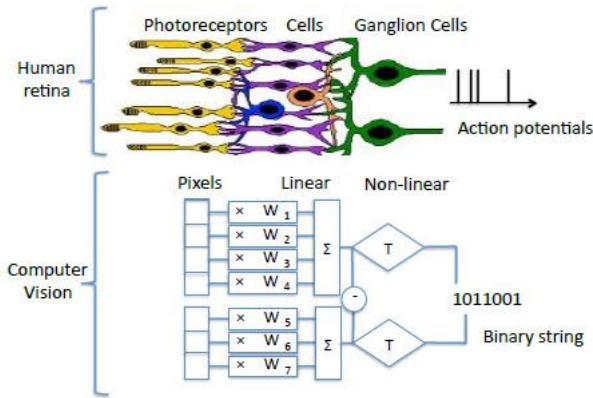 Photoreceptors Cells Ganglion Cells
Human
retina
Action potentials
Pixels Linear Non-linear
× W 1
× W 2
× W 3
× W 4
Σ
T
Computer
Vision
-
1011001
× W 5
× W 6
× W 7
Σ
T
Binary string